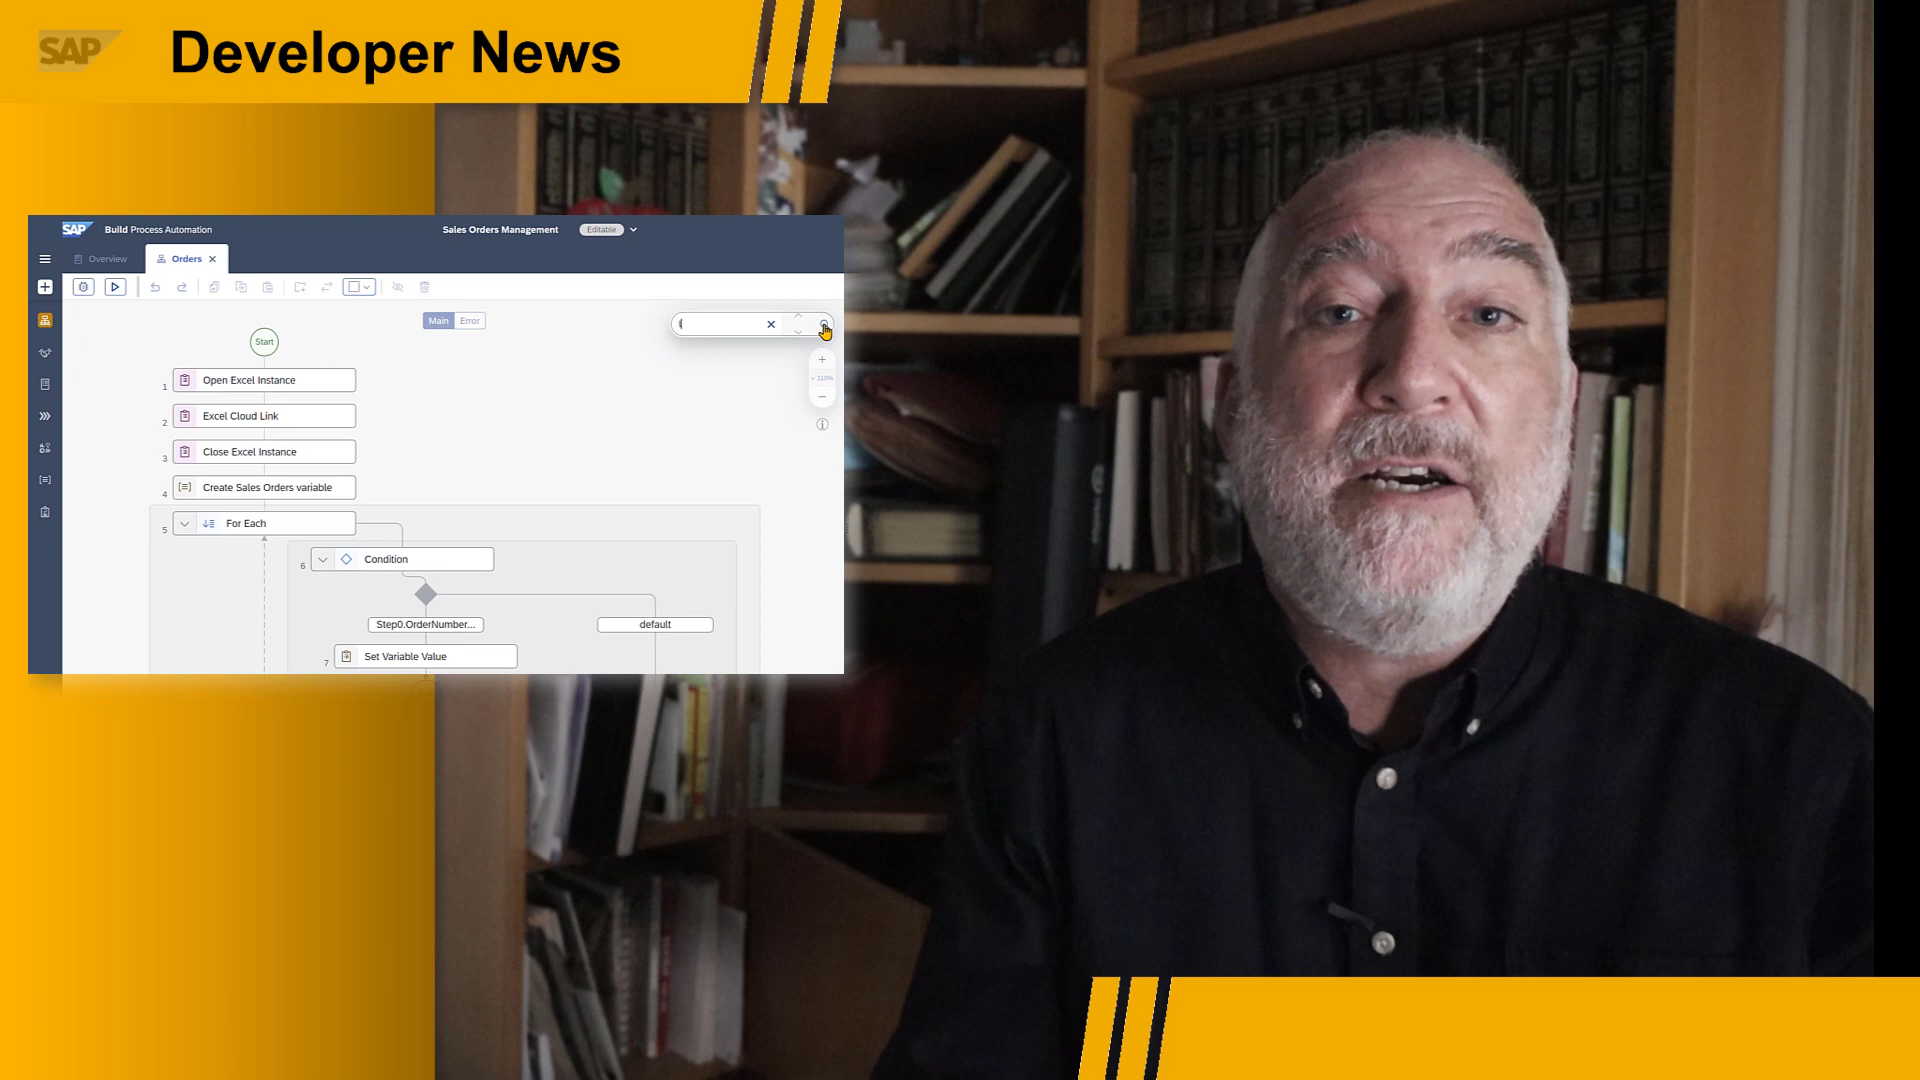 SAP Developer News
SAP Build Process Automation
Sales Orders Management Editable
Overview
Orders
Main Error
Start
110%
1 Open Excel Instance
2 Excel Cloud Link
3 Close Excel Instance
4 Create Sales Orders variable
5 For Each
6 Condition
Step0.OrderNumber... default
7 Set Variable Value